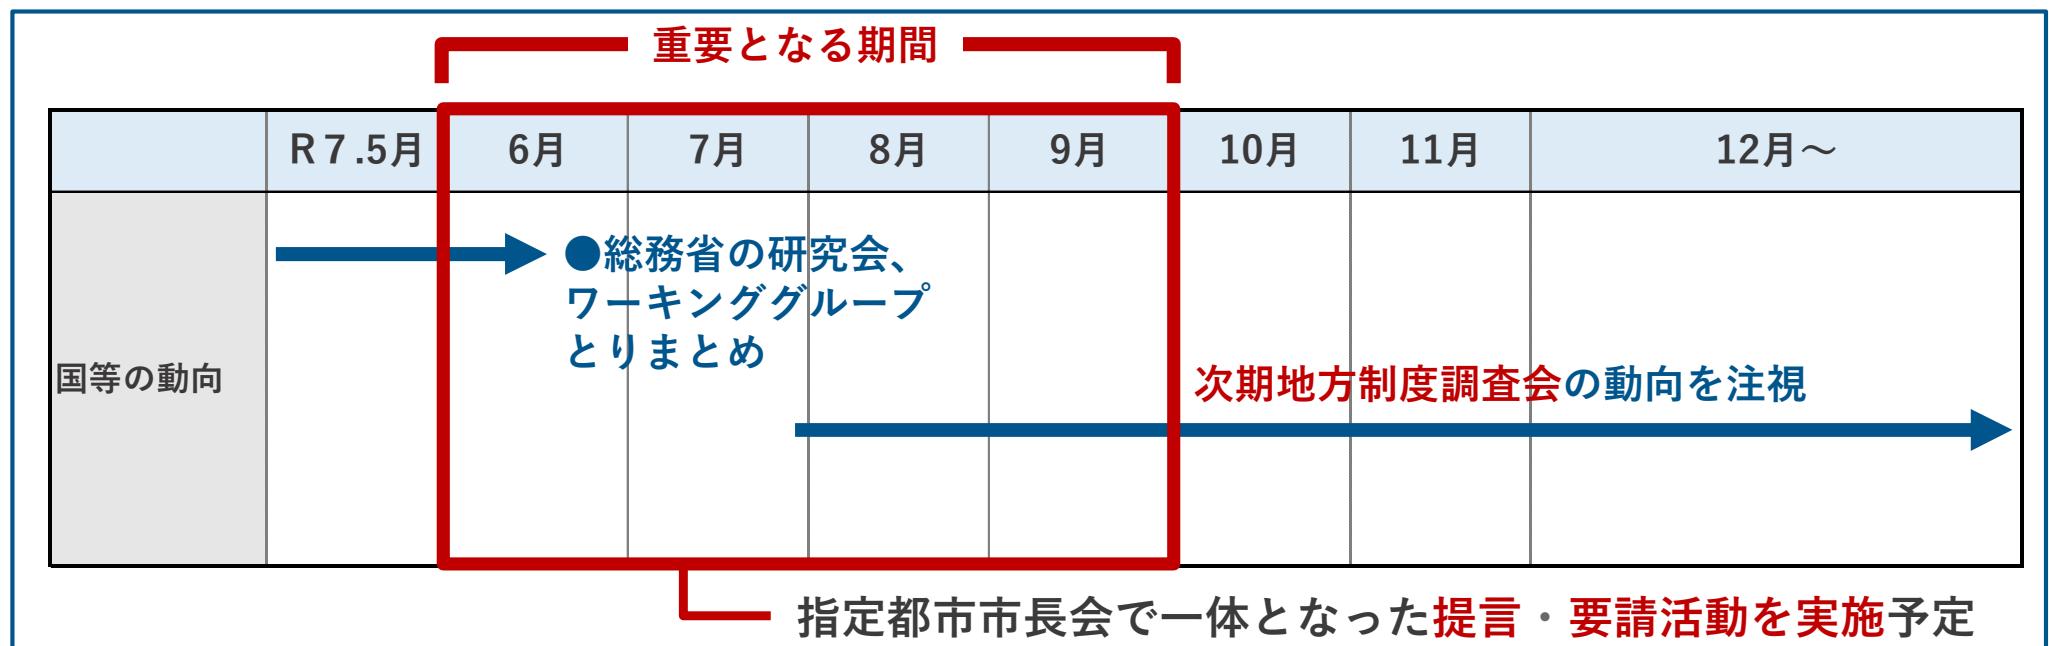 重要となる期間
R７.5月 6月 7月 8月 9月 10月 11月 12月～
国等の動向
●総務省の研究会、
ワーキンググループ
とりまとめ
次期地方制度調査会の動向を注視
指定都市市長会で一体となった提言・要請活動を実施予定